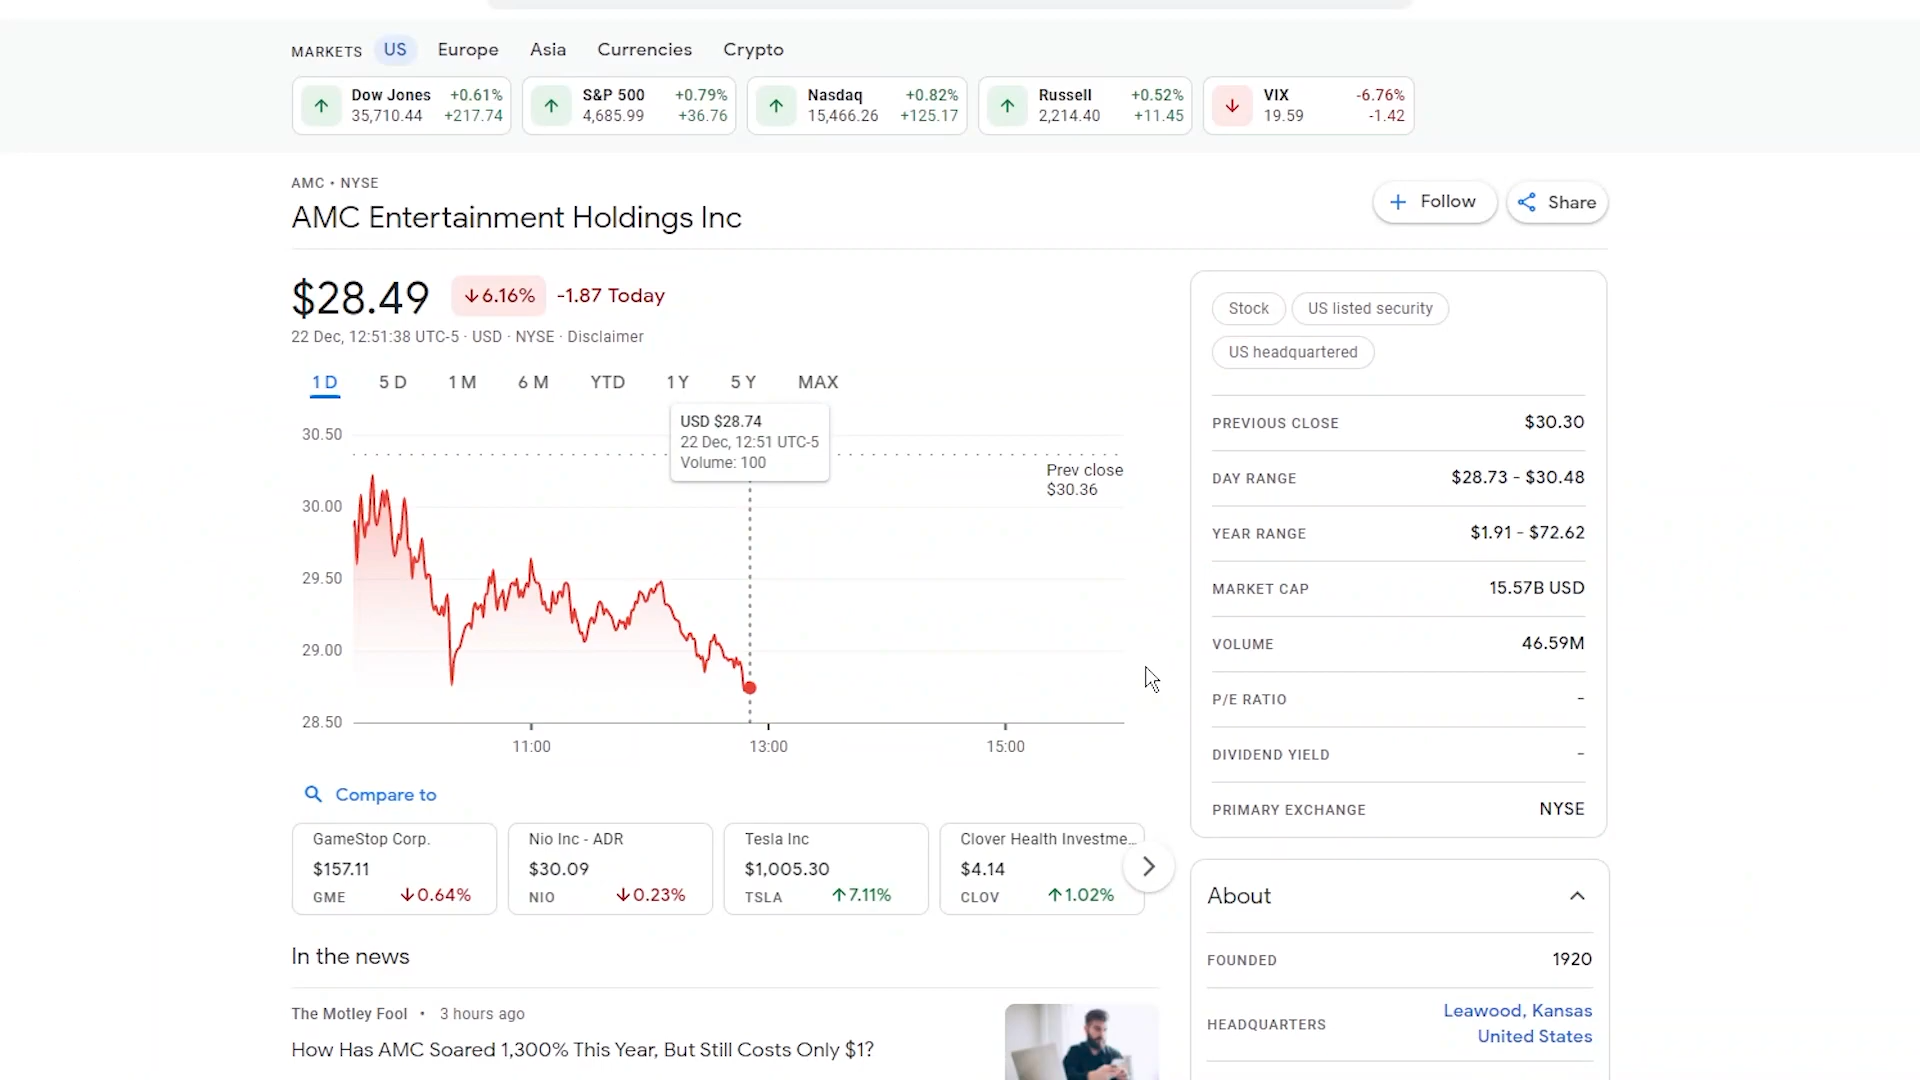 MARKETS US Europe Asia Currencies Crypto
Dow Jones +0.61% S&P 500 +0.79% Nasdaq +0.82% Russell +0.52% VIX -6.76%
35,710.44 +217.74 4,685.99 +36.76 15,466.26 +125.17 2,214.40 +11.45 19.59 -1.42
AMC • NYSE
AMC Entertainment Holdings Inc
Follow Share
$28.49 6.16% -1.87 Today
22 Dec, 12:51:38 UTC-5 · USD · NYSE · Disclaimer
1 D 5 D 1 M 6 M YTD 1 Y 5 Y MAX
USD $28.74
22 Dec, 12:51 UTC-5
Volume: 100
Prev close
$30.36
30.50
30.00
29.50
29.00
28.50
11:00 13:00 15:00
Compare to
GameStop Corp.
$157.11
GME 0.64%
Nio Inc - ADR
$30.09
NIO 0.23%
Tesla Inc
$1,005.30
TSLA 7.11%
Clover Health Investme...
$4.14
CLOV 1.02%
In the news
The Motley Fool • 3 hours ago
How Has AMC Soared 1,300% This Year, But Still Costs Only $1?
Stock US listed security
US headquartered
PREVIOUS CLOSE $30.30
DAY RANGE $28.73 - $30.48
YEAR RANGE $1.91 - $72.62
MARKET CAP 15.57B USD
VOLUME 46.59M
P/E RATIO -
DIVIDEND YIELD -
PRIMARY EXCHANGE NYSE
About
FOUNDED 1920
HEADQUARTERS Leawood, Kansas
United States